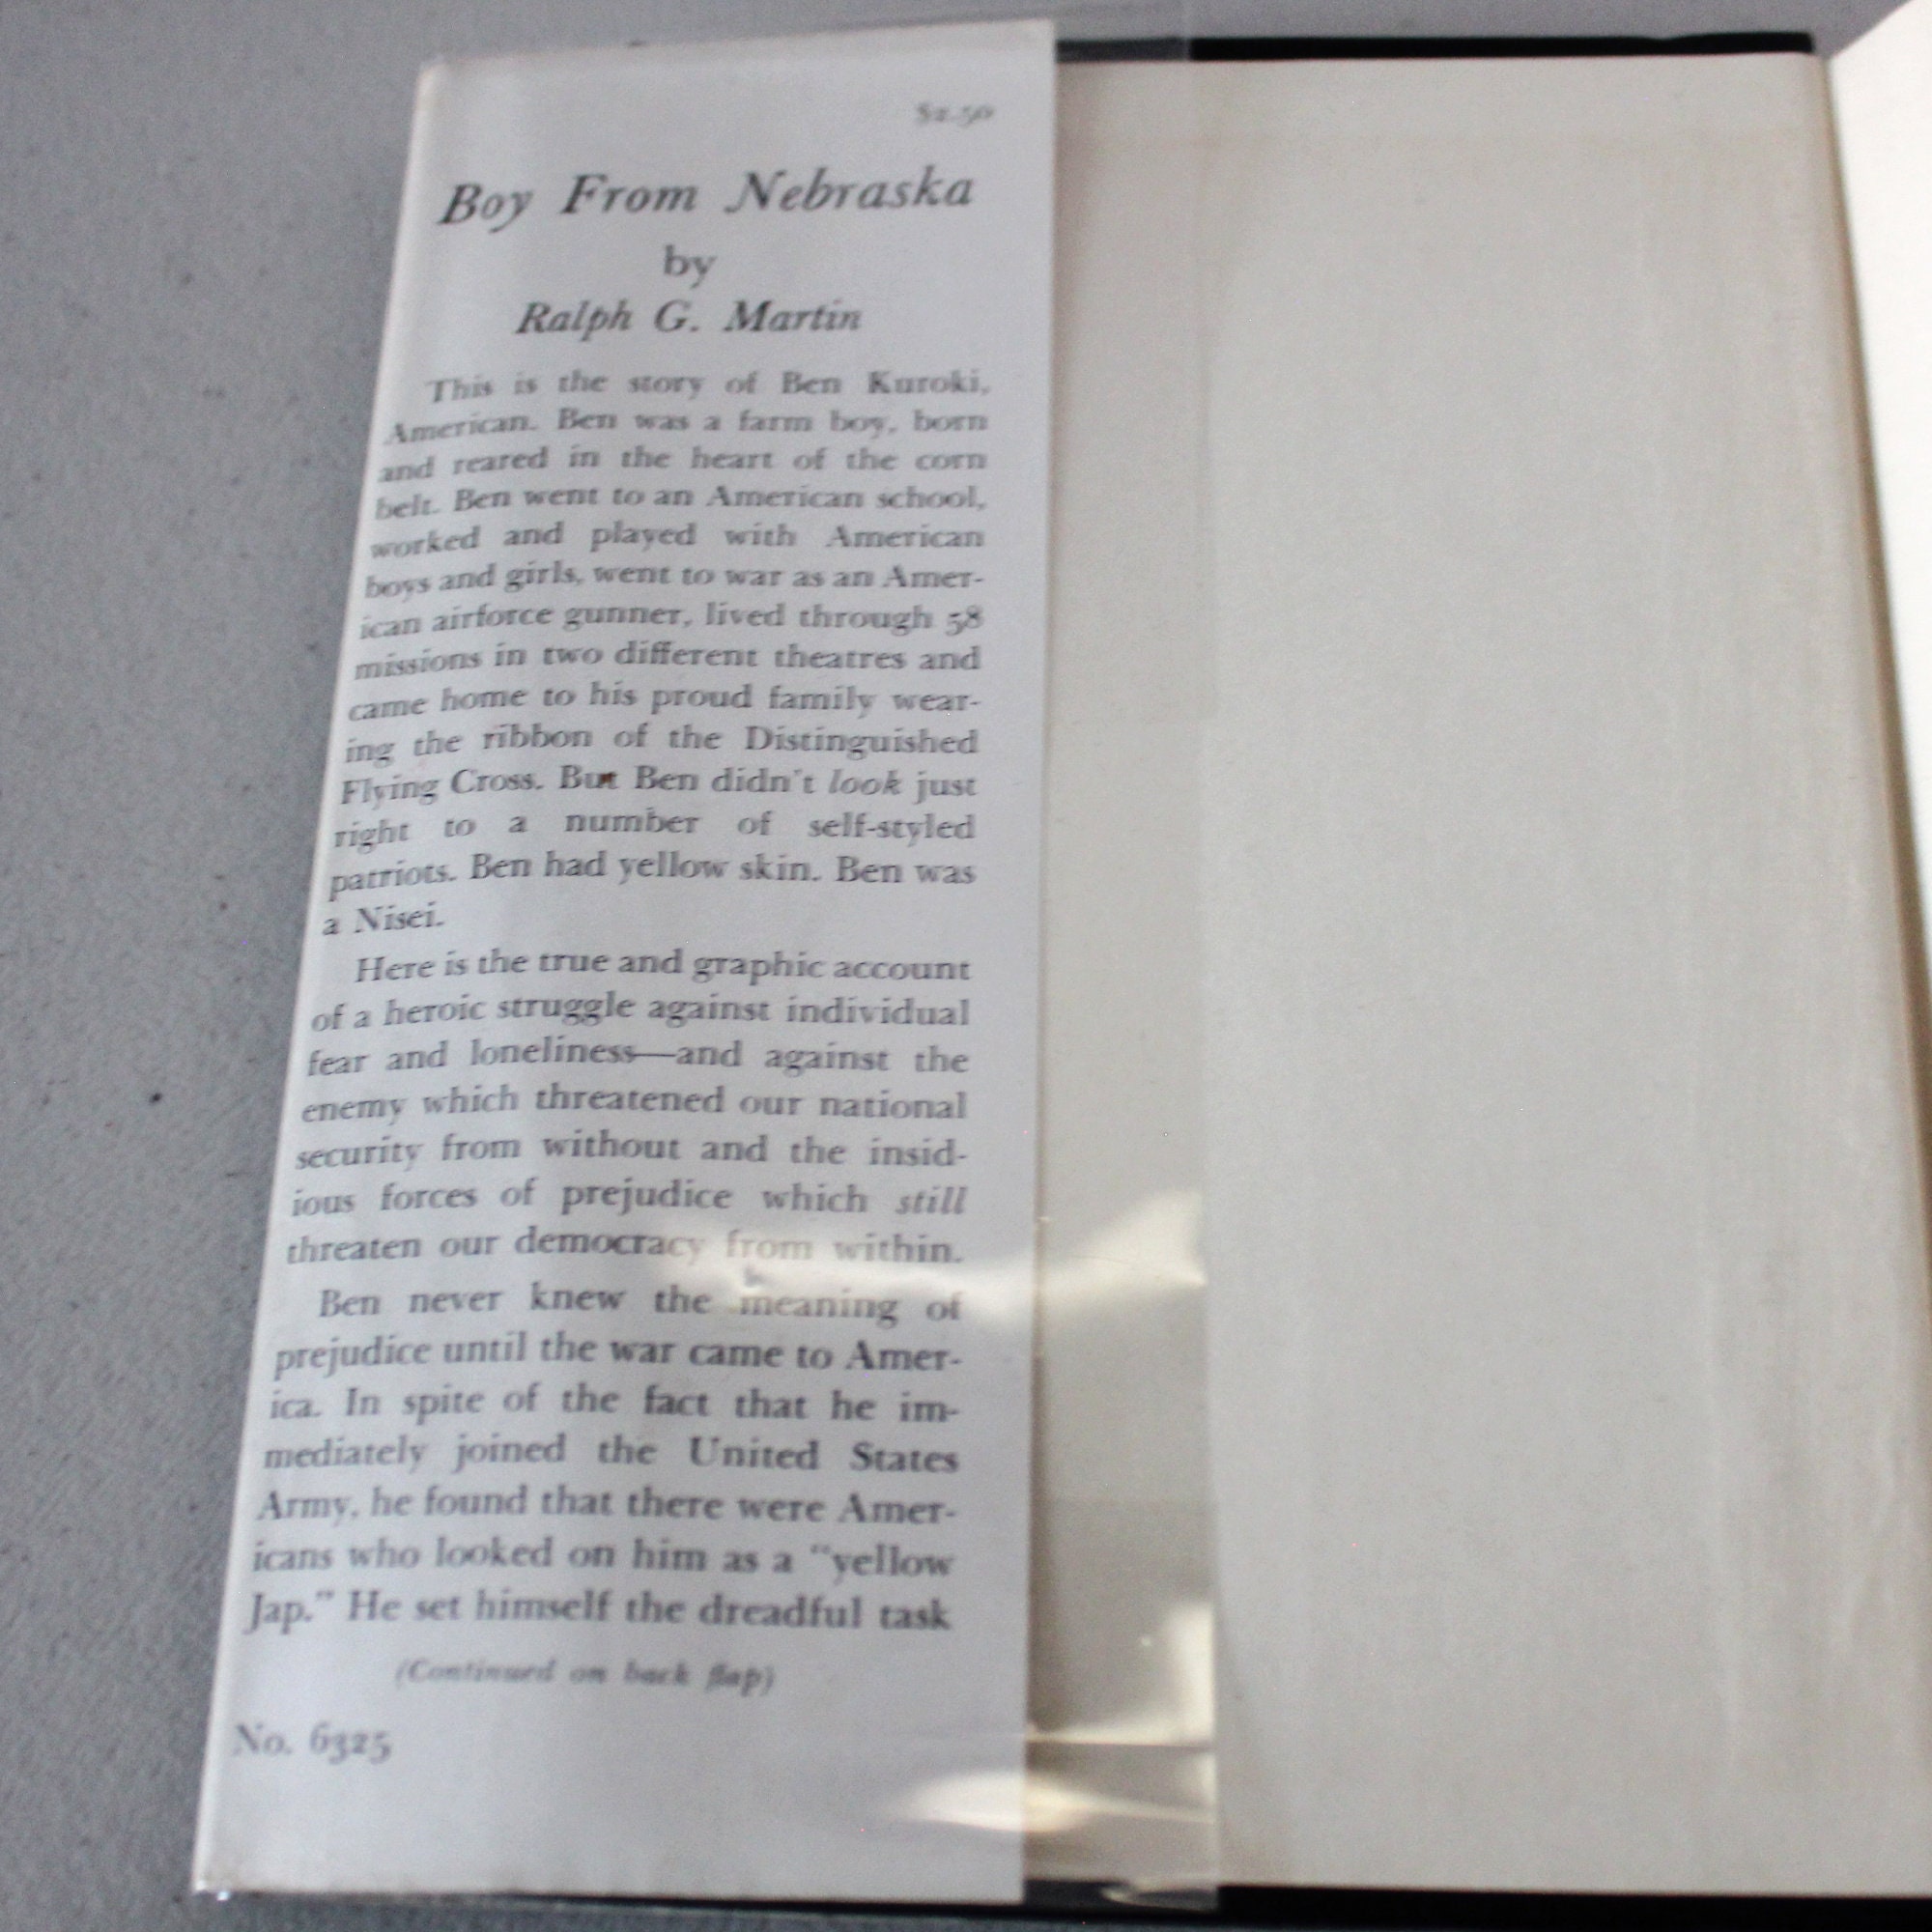 $2.50
Boy From Nebraska
by
Ralph G. Martin
This is the story of Ben Kuroki,
American. Ben was a farm boy, born
and reared in the heart of the corn
belt. Ben went to an American school,
worked and played with American
boys and girls, went to war as an Amer-
ican airforce gunner, lived through 58
missions in two different theatres and
came home to his proud family wear-
ing the ribbon of the Distinguished
Flying Cross. But Ben didn't look just
right to a number of self-styled
patriots. Ben had yellow skin. Ben was
a Nisei.
Here is the true and graphic account
of a heroic struggle against individual
fear and loneliness—and against the
enemy which threatened our national
security from without and the insid-
ious forces of prejudice which still
threaten our democracy from within.
Ben never knew the meaning of
prejudice until the war came to Amer-
ica. In spite of the fact that he im-
mediately joined the United States
Army, he found that there were Amer-
icans who looked on him as a "yellow
Jap." He set himself the dreadful task
(Continued on back flap)
No. 6325